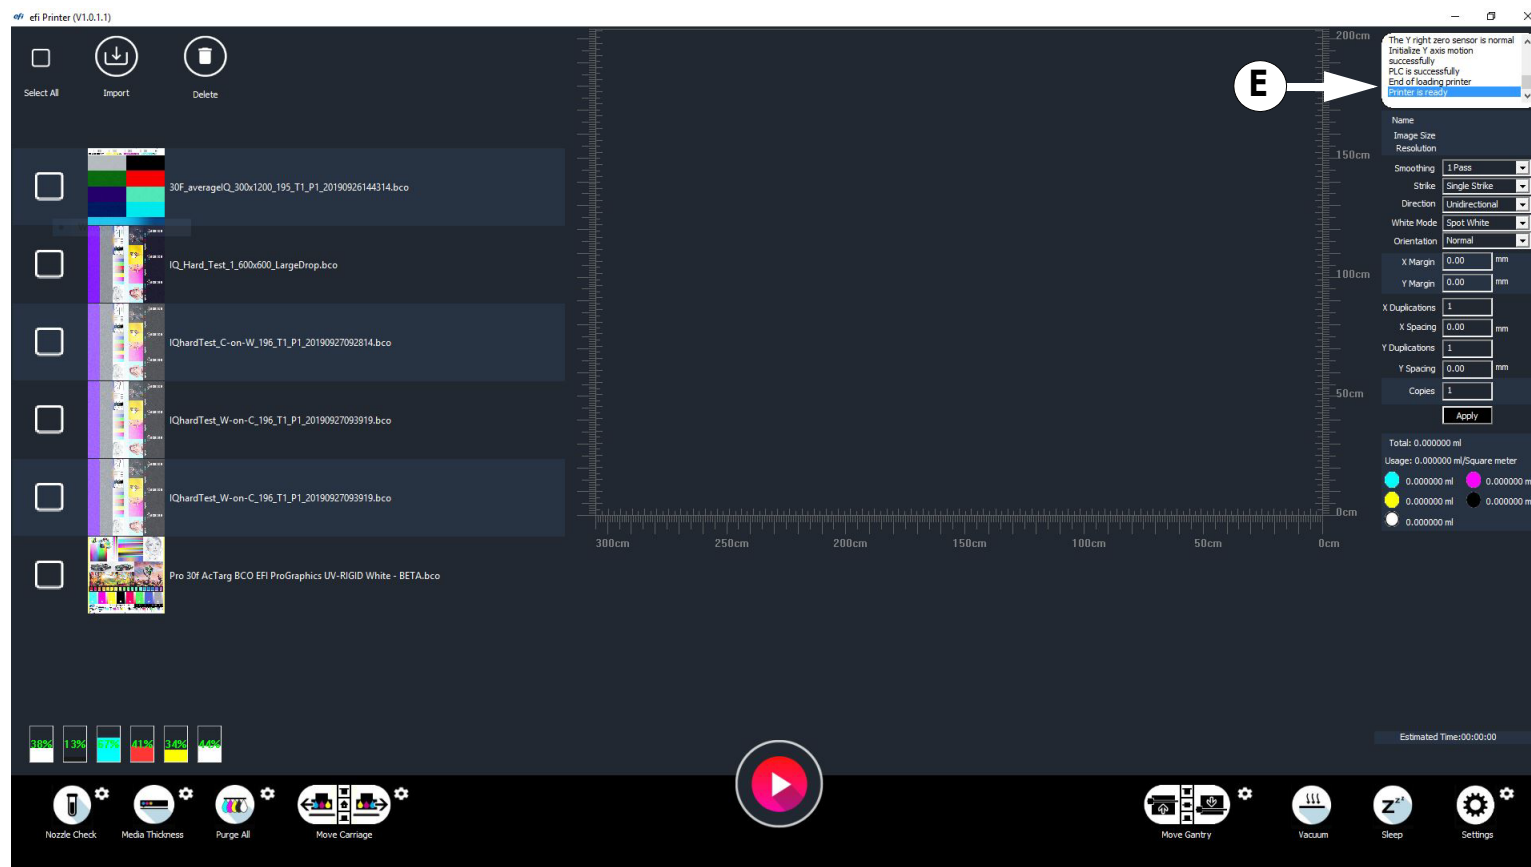 efi efi Printer (V1.0.1.1)
Select All
Import
Delete
30F_averageIQ_300x1200_195_T1_P1_20190926144314.bco
IQ_Hard_Test_1_600x600_LargeDrop.bco
IQhardTest_C-on-W_196_T1_P1_20190927092814.bco
IQhardTest_W-on-C_196_T1_P1_20190927093919.bco
IQhardTest_W-on-C_196_T1_P1_20190927093919.bco
Pro 30f AcTarg BCO EFI ProGraphics UV-RIGID White - BETA.bco
38% 13% 67% 41% 34% 44%
200cm
150cm
100cm
50cm
0cm
300cm 250cm 200cm 150cm 100cm 50cm 0cm
E
The Y right zero sensor is normal
Initialize Y axis motion
successfully
PLC is successfully
End of loading printer
Printer is ready
Name
Image Size
Resolution
Smoothing 1 Pass
Strike Single Strike
Direction Unidirectional
White Mode Spot White
Orientation Normal
X Margin 0.00 mm
Y Margin 0.00 mm
X Duplications 1
X Spacing 0.00 mm
Y Duplications 1
Y Spacing 0.00 mm
Copies 1
Apply
Total: 0.000000 ml
Usage: 0.000000 ml/Square meter
0.000000 ml 0.000000 m
0.000000 ml 0.000000 m
0.000000 ml
Estimated Time:00:00:00
Nozzle Check
Media Thickness
Purge All
Move Carriage
Move Gantry
Vacuum
zzz
Sleep
Settings